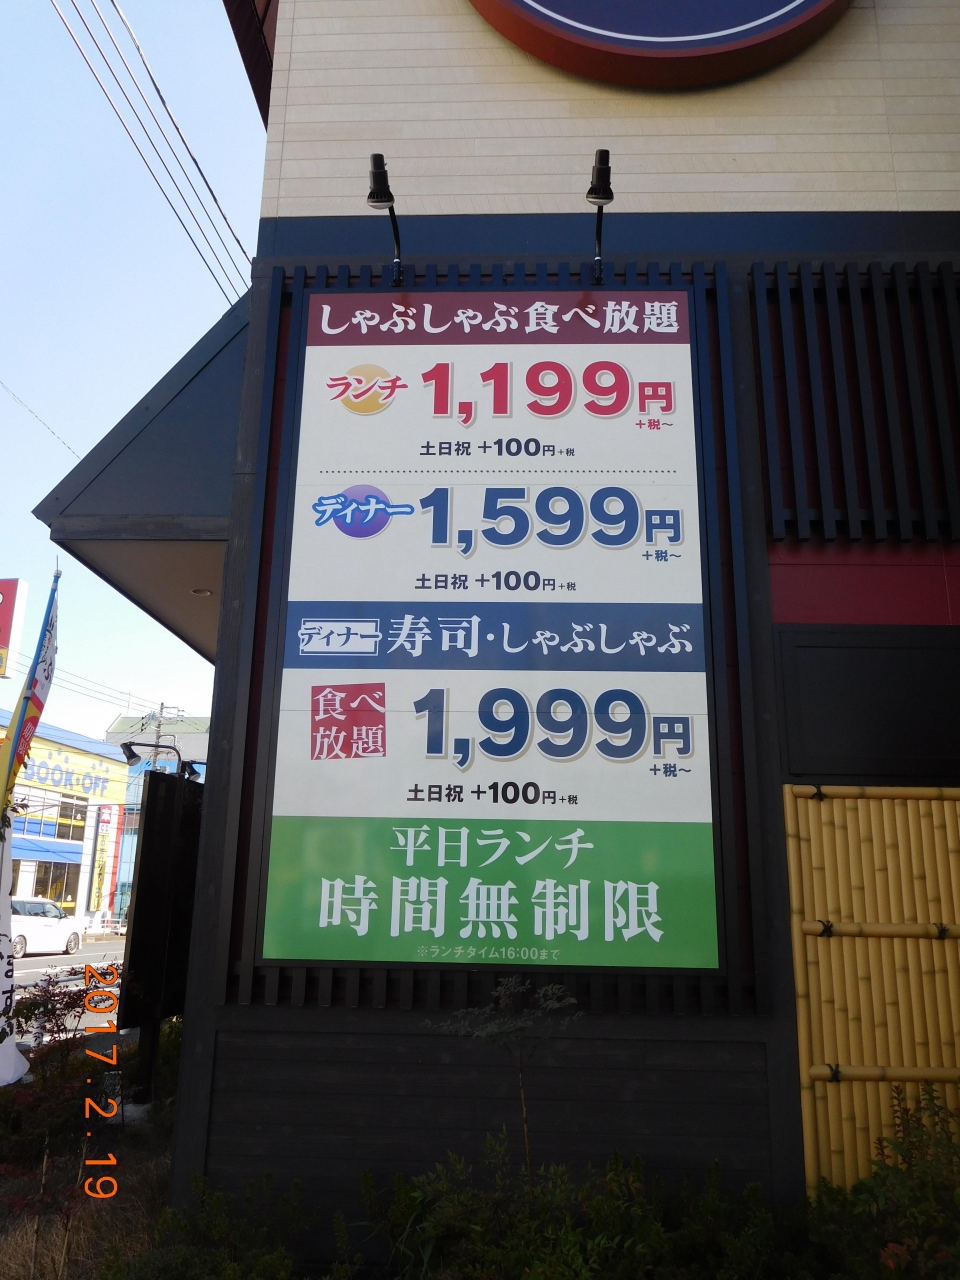 しゃぶしゃぶ食べ放題
ランチ 1,199円
+税〜
土日祝 +100円+税
ディナー 1,599円
+税〜
土日祝 +100円+税
ディナー 寿司・しゃぶしゃぶ
食べ放題 1,999円
+税〜
土日祝 +100円+税
平日ランチ
時間無制限
※ランチタイム16:00まで
BOOK・OFF
2017.2.19